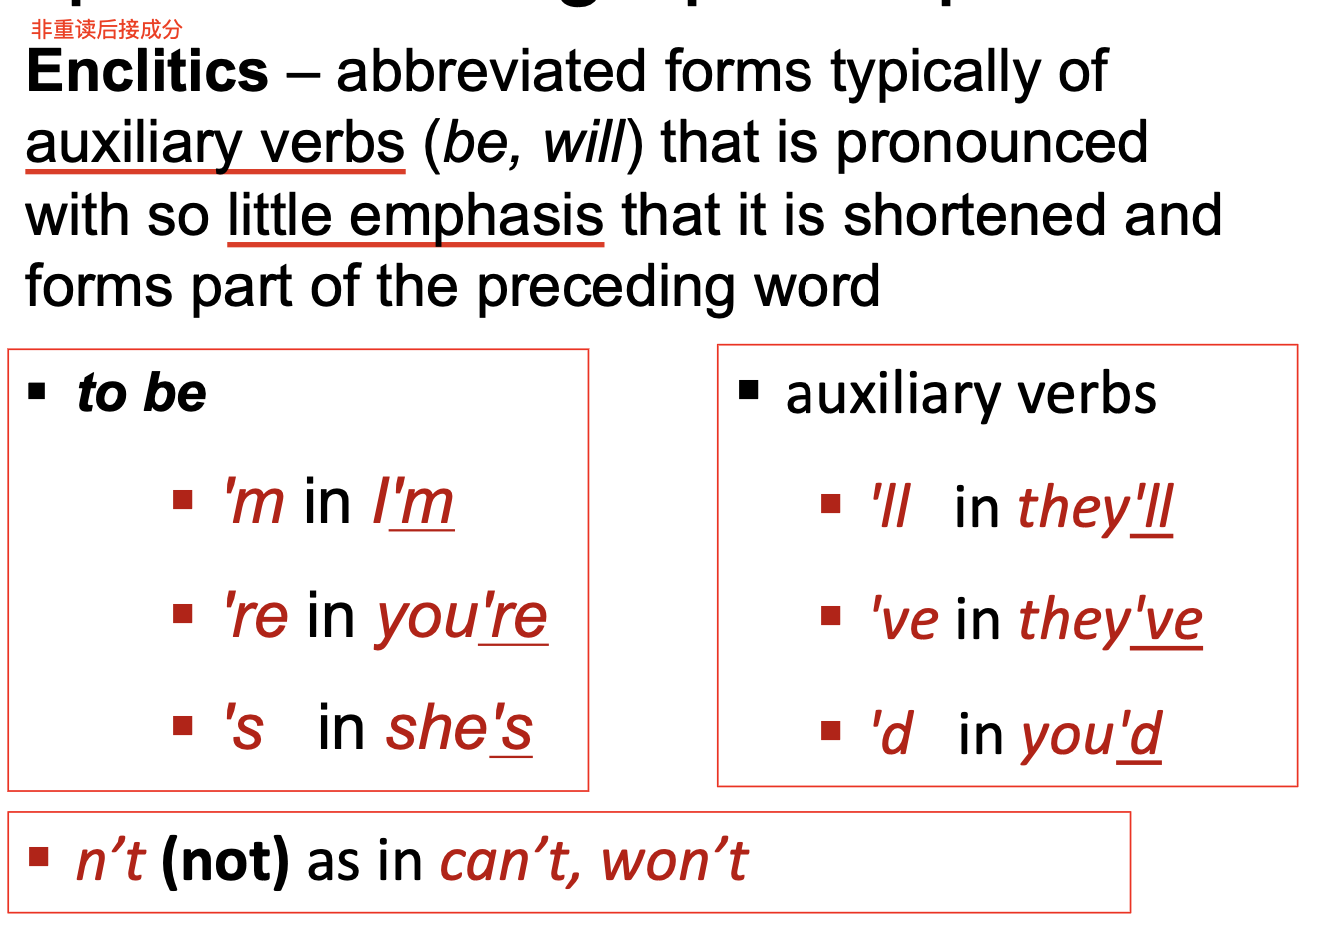 非重读后接成分
Enclitics – abbreviated forms typically of
auxiliary verbs (be, will) that is pronounced
with so little emphasis that it is shortened and
forms part of the preceding word
▪ to be
▪ 'm in I'm
▪ 're in you're
▪ 's in she's
▪ auxiliary verbs
▪ 'll in they'll
▪ 've in they've
▪ 'd in you'd
▪ n’t (not) as in can’t, won’t